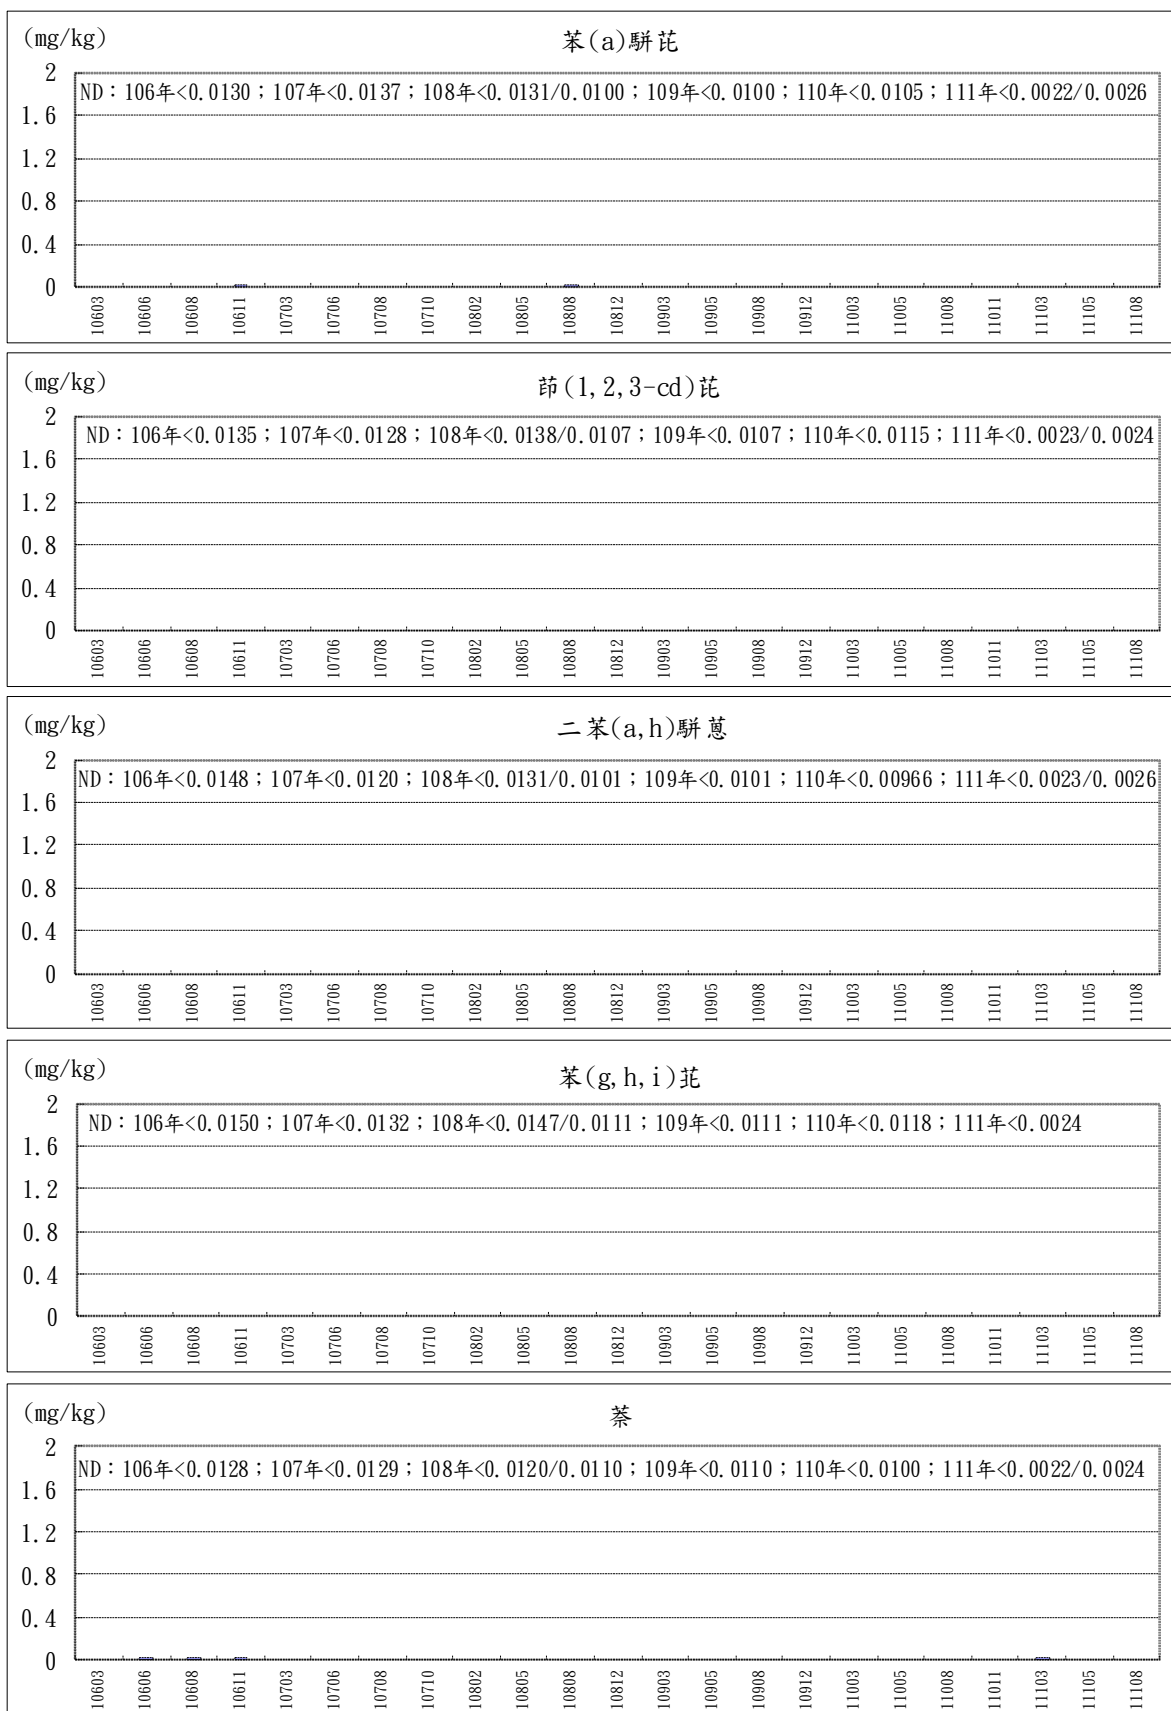 (mg/kg)
苯(a)駢芘
2
ND：106年<0.0130；107年<0.0137；108年<0.0131/0.0100；109年<0.0100；110年<0.0105；111年<0.0022/0.0026
1.6
1.2
0.8
0.4
0
10603 10606 10608 10611 10703 10706 10708 10710 10802 10805 10808 10812 10903 10905 10908 10912 11003 11005 11008 11011 11103 11105 11108
(mg/kg)
茚(1,2,3-cd)芘
2
ND：106年<0.0135；107年<0.0128；108年<0.0138/0.0107；109年<0.0107；110年<0.0115；111年<0.0023/0.0024
1.6
1.2
0.8
0.4
0
10603 10606 10608 10611 10703 10706 10708 10710 10802 10805 10808 10812 10903 10905 10908 10912 11003 11005 11008 11011 11103 11105 11108
(mg/kg)
二苯(a,h)駢蒽
2
ND：106年<0.0148；107年<0.0120；108年<0.0131/0.0101；109年<0.0101；110年<0.00966；111年<0.0023/0.0026
1.6
1.2
0.8
0.4
0
10603 10606 10608 10611 10703 10706 10708 10710 10802 10805 10808 10812 10903 10905 10908 10912 11003 11005 11008 11011 11103 11105 11108
(mg/kg)
苯(g,h,i)苝
2
ND：106年<0.0150；107年<0.0132；108年<0.0147/0.0111；109年<0.0111；110年<0.0118；111年<0.0024
1.6
1.2
0.8
0.4
0
10603 10606 10608 10611 10703 10706 10708 10710 10802 10805 10808 10812 10903 10905 10908 10912 11003 11005 11008 11011 11103 11105 11108
(mg/kg)
萘
2
ND：106年<0.0128；107年<0.0129；108年<0.0120/0.0110；109年<0.0110；110年<0.0100；111年<0.0022/0.0024
1.6
1.2
0.8
0.4
0
10603 10606 10608 10611 10703 10706 10708 10710 10802 10805 10808 10812 10903 10905 10908 10912 11003 11005 11008 11011 11103 11105 11108